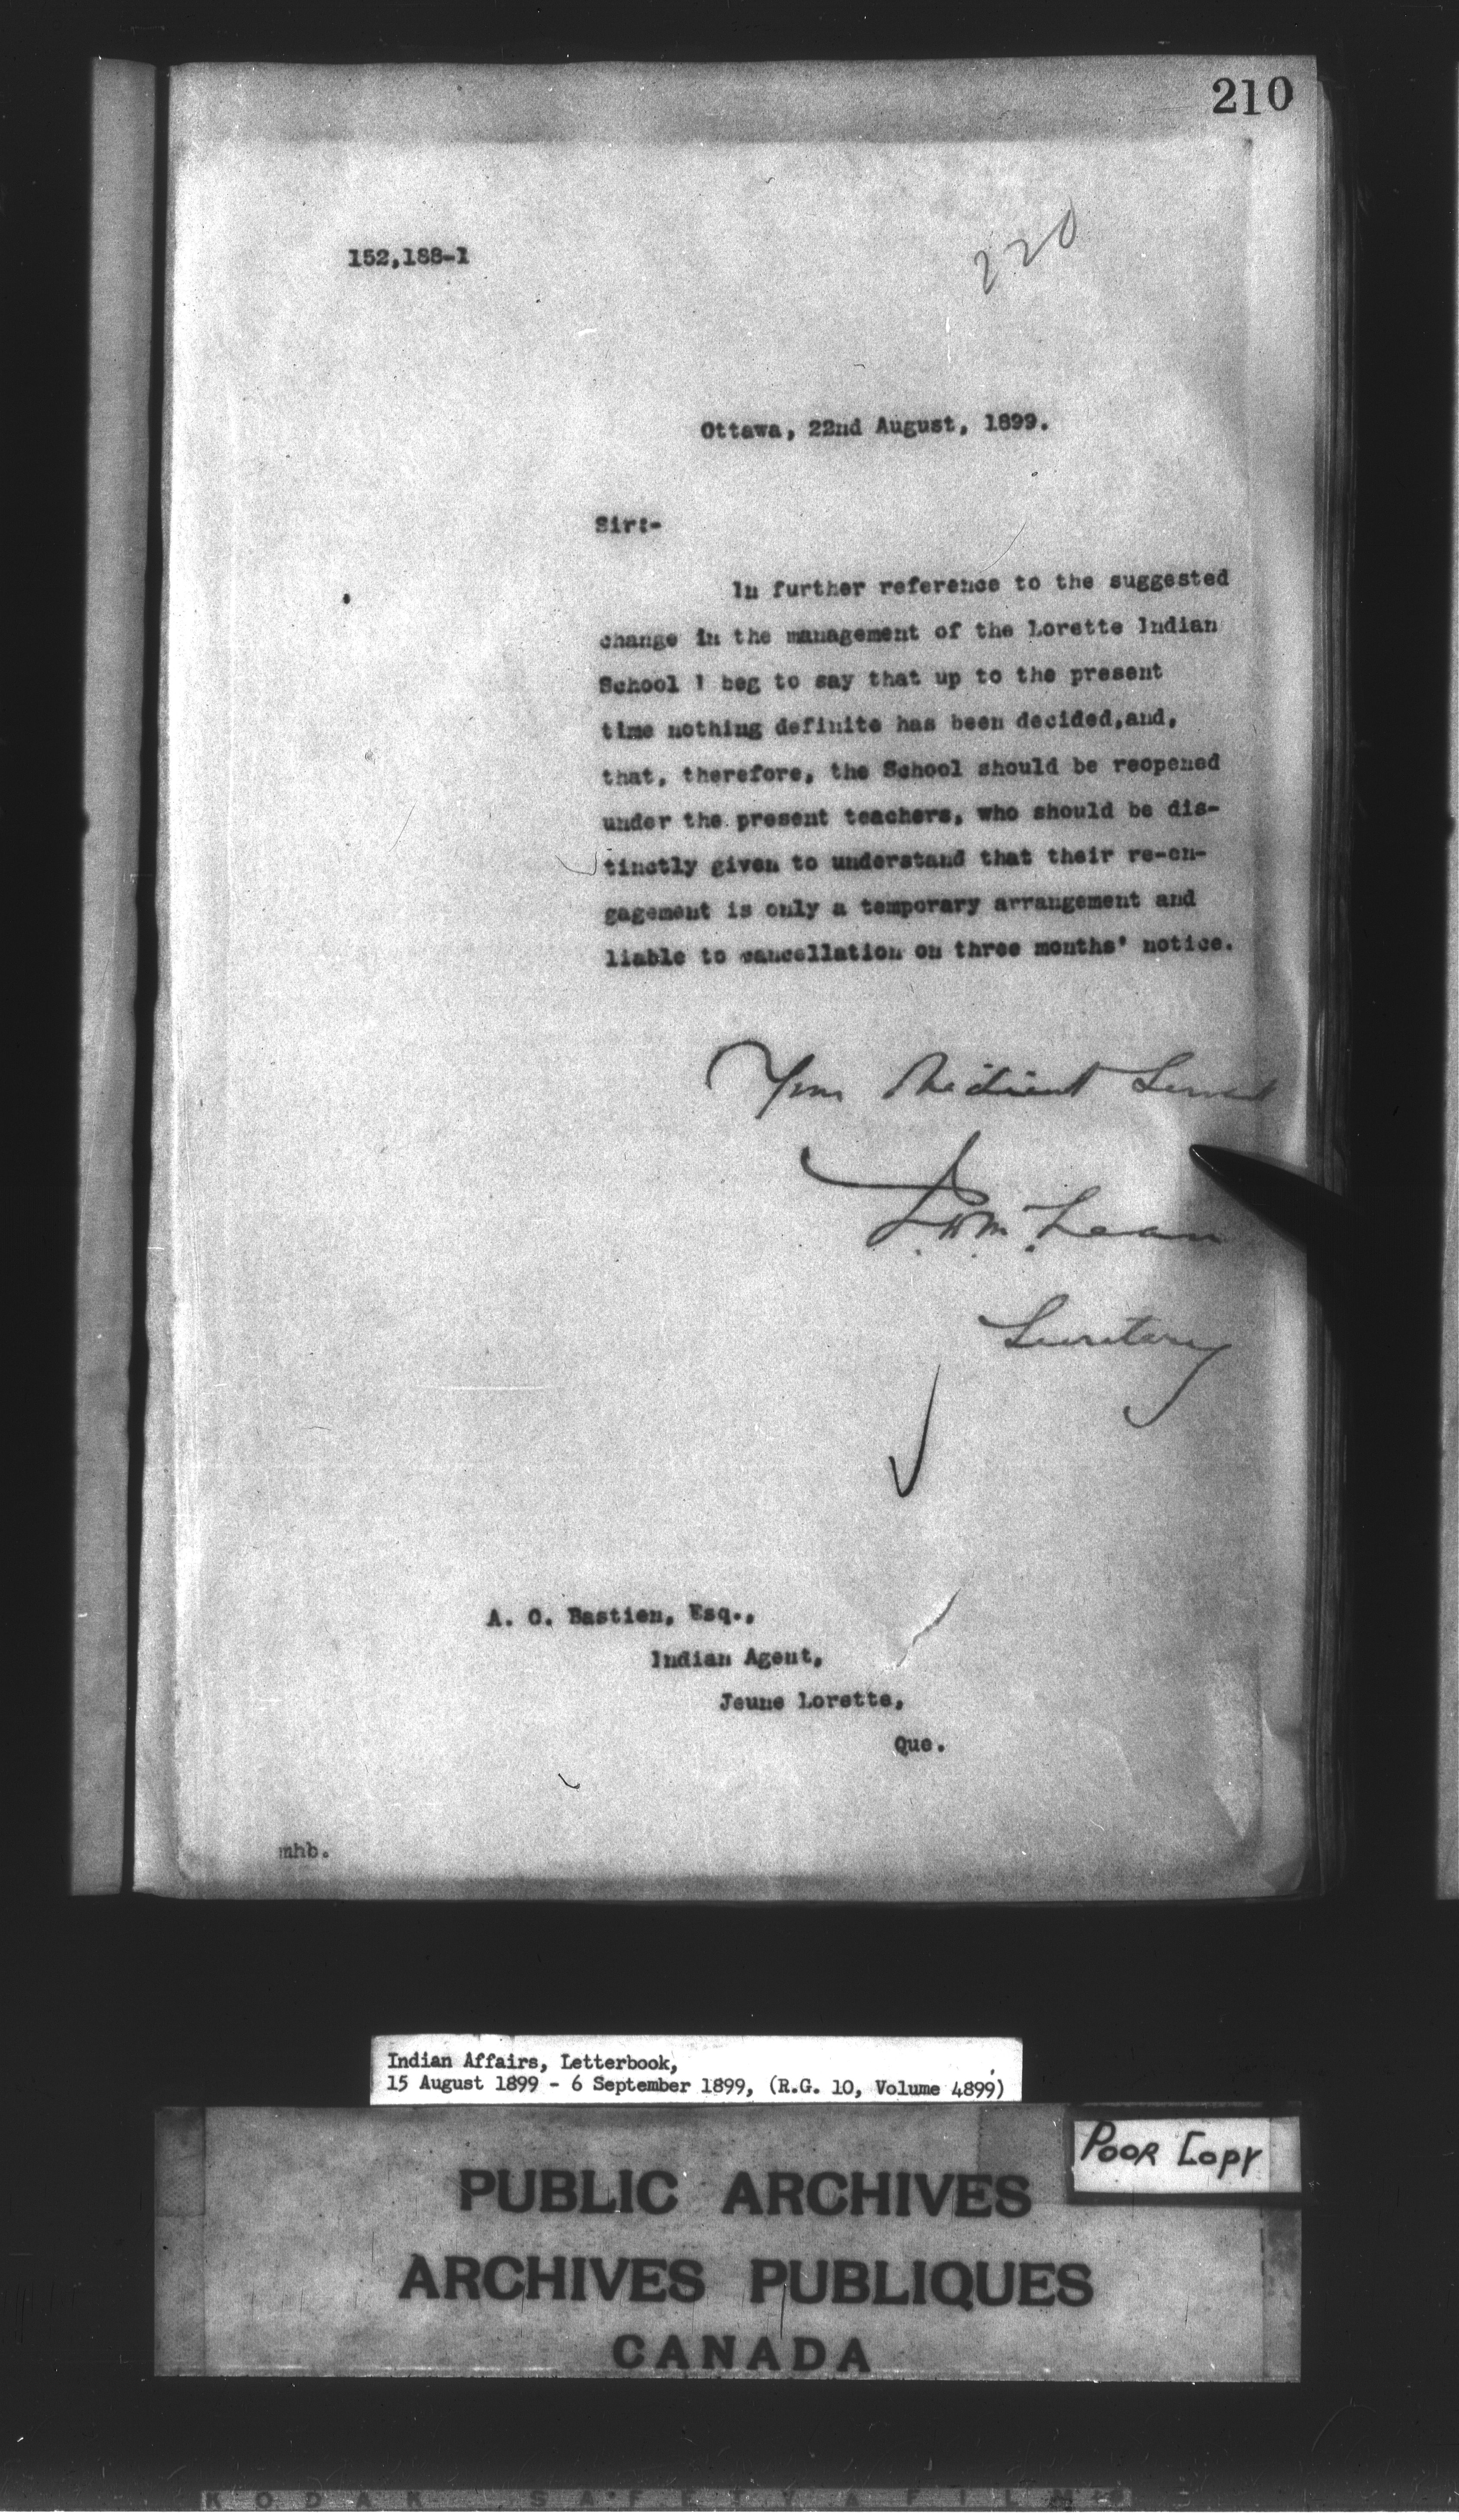 210
220
152,188-1
Ottawa, 22nd August, 1899.
Sir:-
In further reference to the suggested
change in the management of the Lorette Indian
School I beg to say that up to the present
time nothing definite has been decided,and,
that, therefore, the School should be reopened
under the present teachers, who should be dis-
tinctly given to understand that their re-en-
gagement is only a temporary arrangement and
liable to cancellation on three months' notice.
Your Obedient Servant
J.D.McLean
Secretary
A. O. Bastien, Esq.,
Indian Agent,
Jeune Lorette,
Que.
mhb.
Indian Affairs, Letterbook,
15 August 1899 - 6 September 1899, (R.G. 10, Volume 4899)
POOR COPY
PUBLIC ARCHIVES
ARCHIVES PUBLIQUES
CANADA
KODAK SAFETY FILM